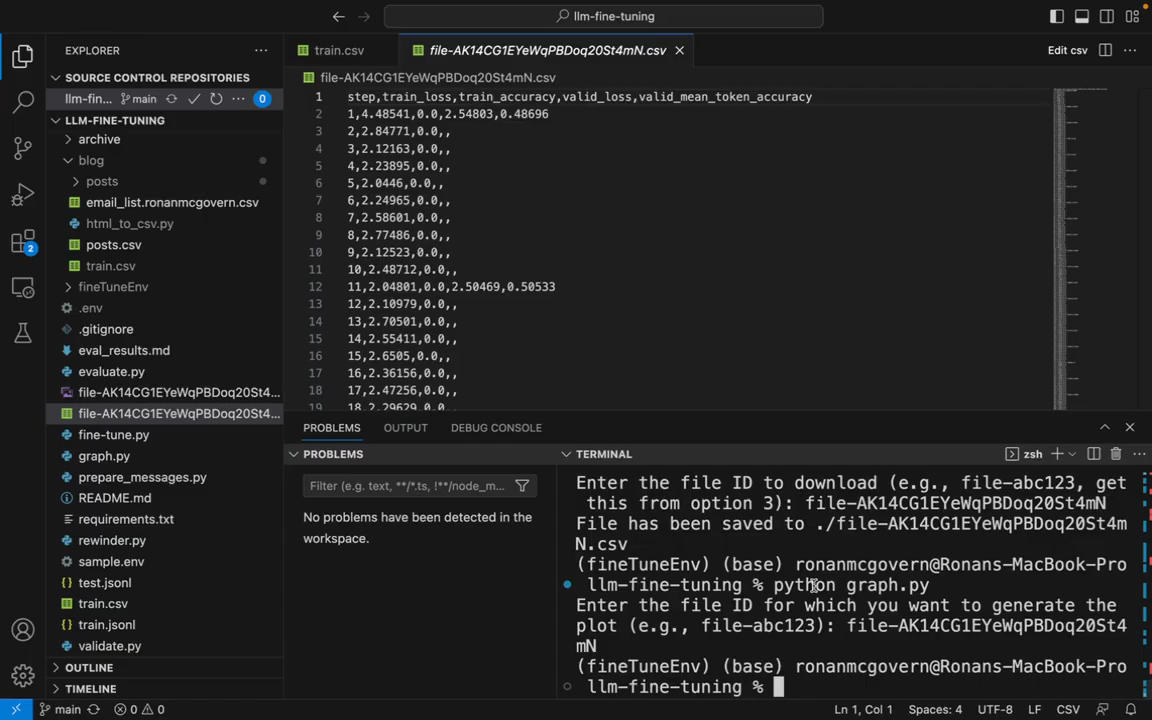 llm-fine-tuning
EXPLORER
SOURCE CONTROL REPOSITORIES
llm-fin... main 0
LLM-FINE-TUNING
archive
blog
posts
email_list.ronanmcgovern.csv
html_to_csv.py
posts.csv
train.csv
fineTuneEnv
.env
.gitignore
eval_results.md
evaluate.py
file-AK14CG1EYeWqPBDoq20St4...
file-AK14CG1EYeWqPBDoq20St4...
fine-tune.py
graph.py
prepare_messages.py
README.md
requirements.txt
rewinder.py
sample.env
test.jsonl
train.csv
train.jsonl
validate.py
OUTLINE
TIMELINE
2
train.csv
file-AK14CG1EYeWqPBDoq20St4mN.csv
Edit csv
file-AK14CG1EYeWqPBDoq20St4mN.csv
1 step,train_loss,train_accuracy,valid_loss,valid_mean_token_accuracy
2 1,4.48541,0.0,2.54803,0.48696
3 2,2.84771,0.0,,
4 3,2.12163,0.0,,
5 4,2.23895,0.0,,
6 5,2.0446,0.0,,
7 6,2.24965,0.0,,
8 7,2.58601,0.0,,
9 8,2.77486,0.0,,
10 9,2.12523,0.0,,
11 10,2.48712,0.0,,
12 11,2.04801,0.0,2.50469,0.50533
13 12,2.10979,0.0,,
14 13,2.70501,0.0,,
15 14,2.55411,0.0,,
16 15,2.6505,0.0,,
17 16,2.36156,0.0,,
18 17,2.47256,0.0,,
19 18,2.29629,0.0,,
PROBLEMS OUTPUT DEBUG CONSOLE
PROBLEMS
Filter (e.g. text, **/*.ts, !**/node_m...
No problems have been detected in the
workspace.
TERMINAL
zsh
Enter the file ID to download (e.g., file-abc123, get
this from option 3): file-AK14CG1EYeWqPBDoq20St4mN
File has been saved to ./file-AK14CG1EYeWqPBDoq20St4m
N.csv
(fineTuneEnv) (base) ronanmcgovern@Ronans-MacBook-Pro
llm-fine-tuning % python graph.py
Enter the file ID for which you want to generate the
plot (e.g., file-abc123): file-AK14CG1EYeWqPBDoq20St4
mN
(fineTuneEnv) (base) ronanmcgovern@Ronans-MacBook-Pro
llm-fine-tuning %
main 0 0 Ln 1, Col 1 Spaces: 4 UTF-8 LF CSV